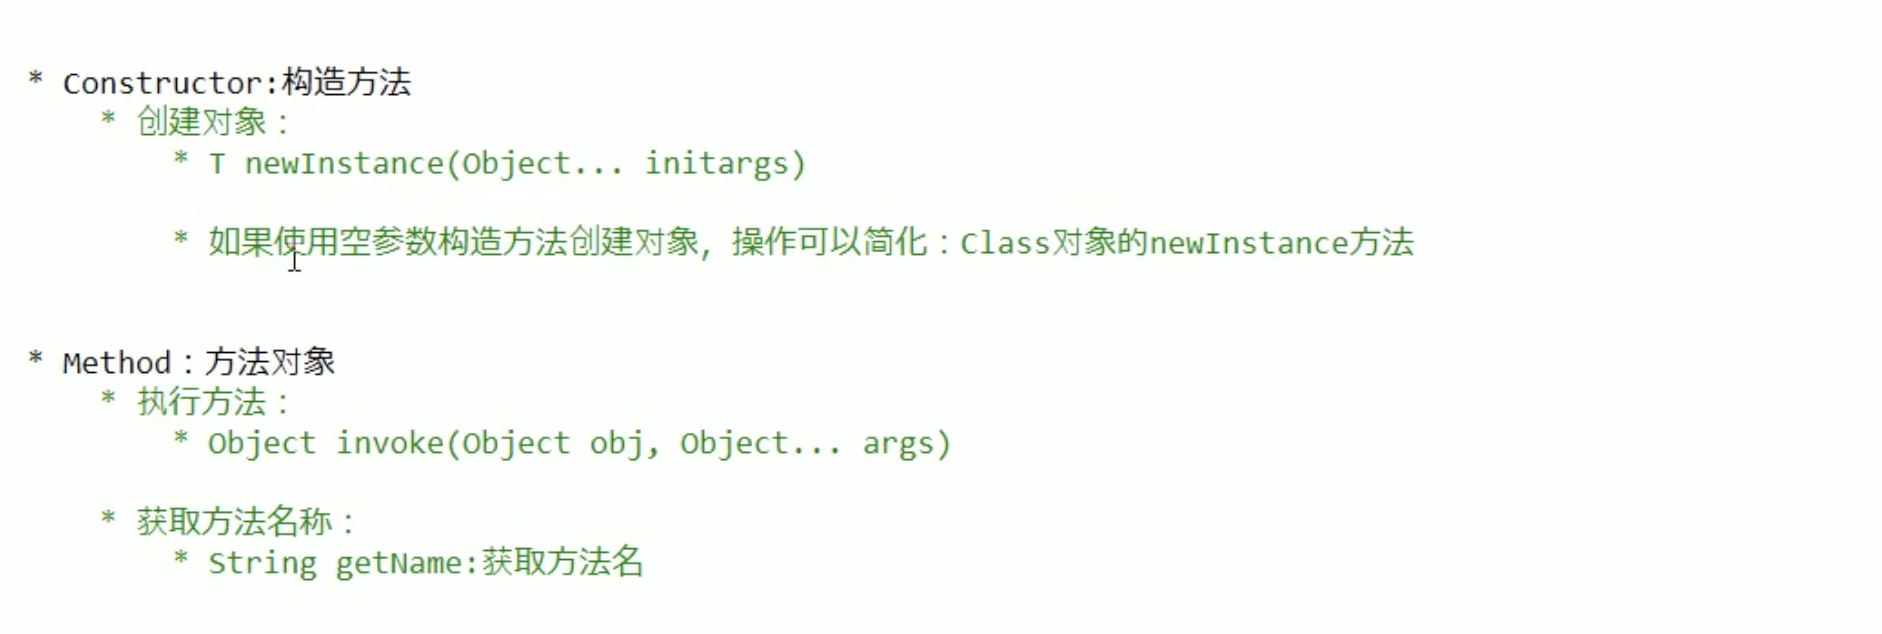 * Constructor:构造方法
* 创建对象：
* T newInstance(Object... initargs)
* 如果使用空参数构造方法创建对象，操作可以简化：Class对象的newInstance方法
* Method：方法对象
* 执行方法：
* Object invoke(Object obj, Object... args)
* 获取方法名称：
* String getName:获取方法名